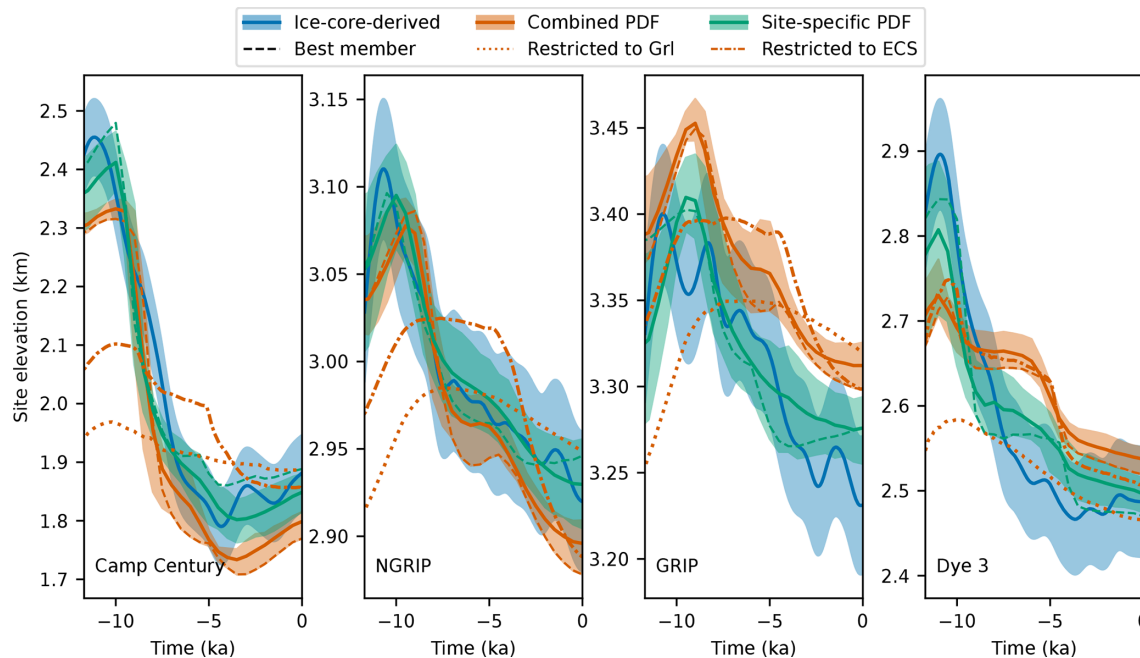 Ice-core-derived Combined PDF Site-specific PDF
Best member Restricted to Grl Restricted to ECS
Site elevation (km)
2.5
2.4
2.3
2.2
2.1
2.0
1.9
1.8
1.7
Camp Century
−10 −5 0
Time (ka)
3.15
3.10
3.05
3.00
2.95
2.90
NGRIP
−10 −5 0
Time (ka)
3.45
3.40
3.35
3.30
3.25
3.20
GRIP
−10 −5 0
Time (ka)
2.9
2.8
2.7
2.6
2.5
2.4
Dye 3
−10 −5 0
Time (ka)